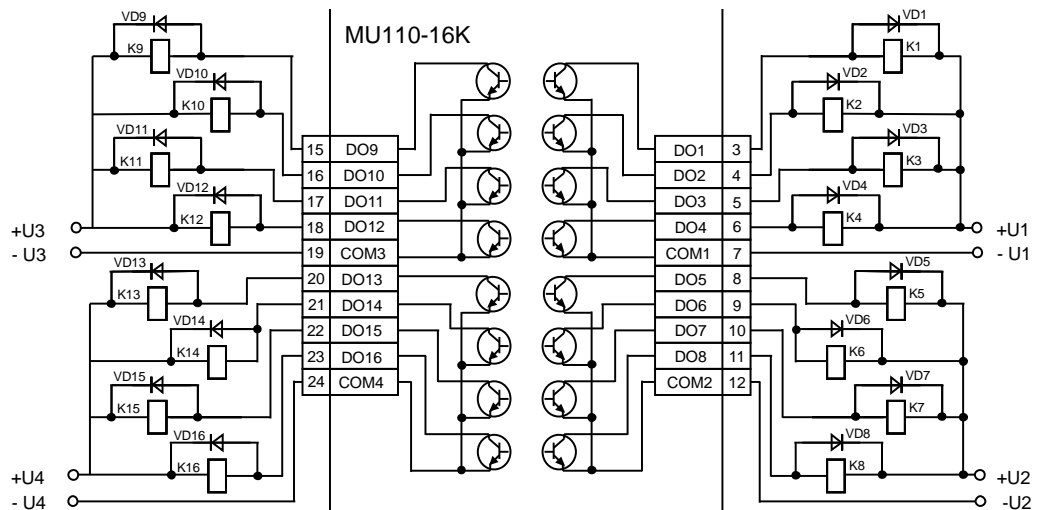 MU110-16K
VD9
K9
VD10
K10
VD11
K11
VD12
K12
+U3
- U3
VD13
K13
VD14
K14
VD15
K15
VD16
K16
+U4
- U4
15 DO9
16 DO10
17 DO11
18 DO12
19 COM3
20 DO13
21 DO14
22 DO15
23 DO16
24 COM4
DO1 3
DO2 4
DO3 5
DO4 6
COM1 7
DO5 8
DO6 9
DO7 10
DO8 11
COM2 12
VD1
K1
VD2
K2
VD3
K3
VD4
K4
+U1
- U1
VD5
K5
VD6
K6
VD7
K7
VD8
K8
+U2
-U2